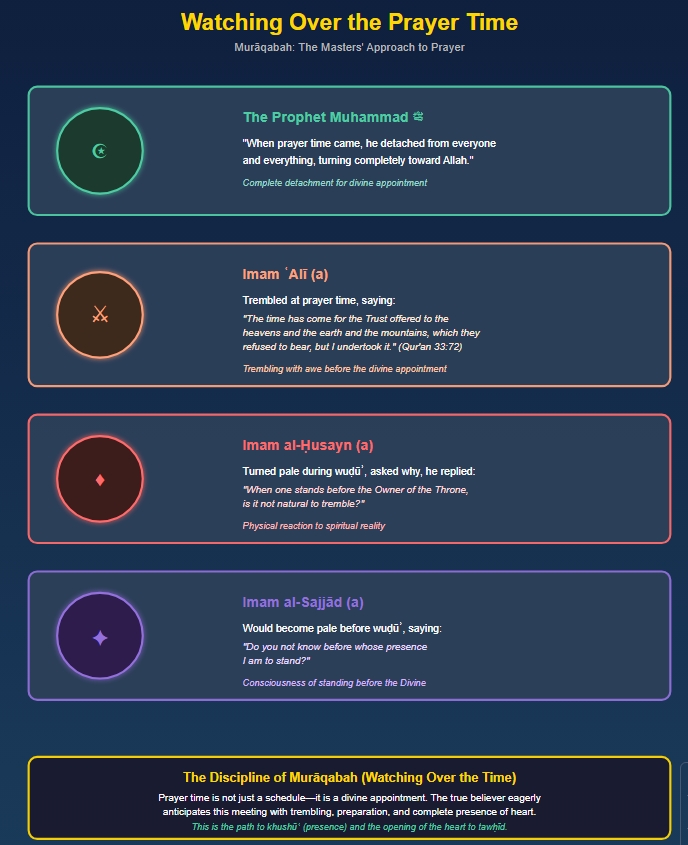 Watching Over the Prayer Time
Murāqabah: The Masters' Approach to Prayer
The Prophet Muhammad ﷺ
"When prayer time came, he detached from everyone
and everything, turning completely toward Allah."
Complete detachment for divine appointment
Imam ʿAlī (a)
Trembled at prayer time, saying:
"The time has come for the Trust offered to the
heavens and the earth and the mountains, which they
refused to bear, but I undertook it." (Qur'an 33:72)
Trembling with awe before the divine appointment
Imam al-Ḥusayn (a)
Turned pale during wuḍūʾ, asked why, he replied:
"When one stands before the Owner of the Throne,
is it not natural to tremble?"
Physical reaction to spiritual reality
Imam al-Sajjād (a)
Would become pale before wuḍūʾ, saying:
"Do you not know before whose presence
I am to stand?"
Consciousness of standing before the Divine
The Discipline of Murāqabah (Watching Over the Time)
Prayer time is not just a schedule—it is a divine appointment. The true believer eagerly
anticipates this meeting with trembling, preparation, and complete presence of heart.
This is the path to khushūʿ (presence) and the opening of the heart to tawḥīd.